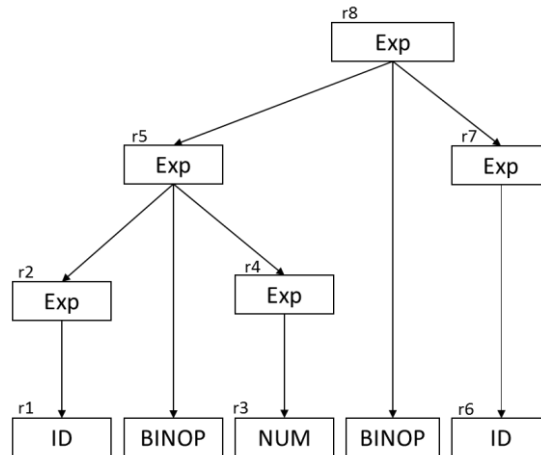 r8
Exp
r5
Exp
r7
Exp
r2
Exp
r4
Exp
r1
ID
BINOP
r3
NUM
BINOP
r6
ID